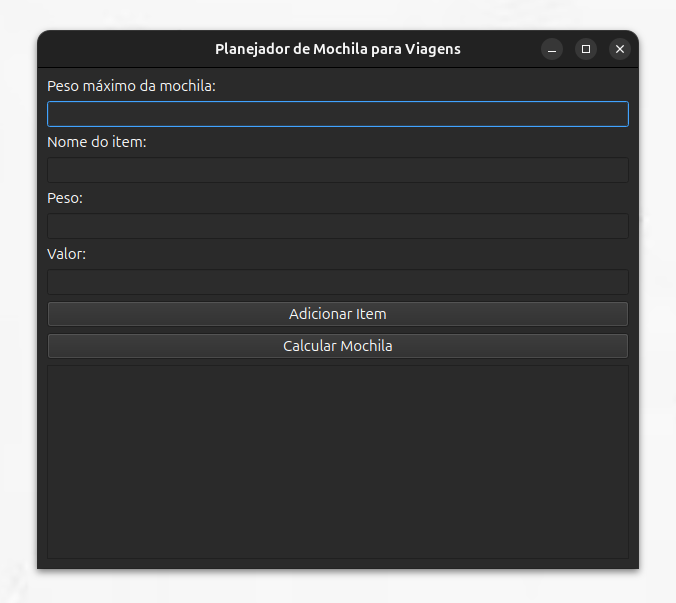 Planejador de Mochila para Viagens
Peso máximo da mochila:
Nome do item:
Peso:
Valor:
Adicionar Item
Calcular Mochila